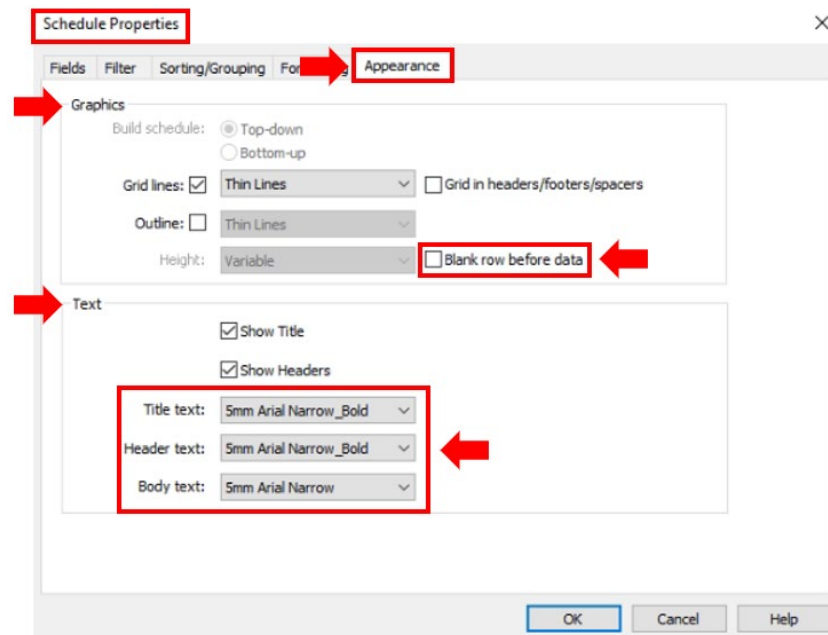 Schedule Properties
Fields Filter Sorting/Grouping Appearance
Graphics
Build schedule: Top-down
Bottom-up
Grid lines: Thin Lines Grid in headers/footers/spacers
Outline: Thin Lines
Height: Variable Blank row before data
Text
Show Title
Show Headers
Title text: 5mm Arial Narrow_Bold
Header text: 5mm Arial Narrow_Bold
Body text: 5mm Arial Narrow
OK Cancel Help